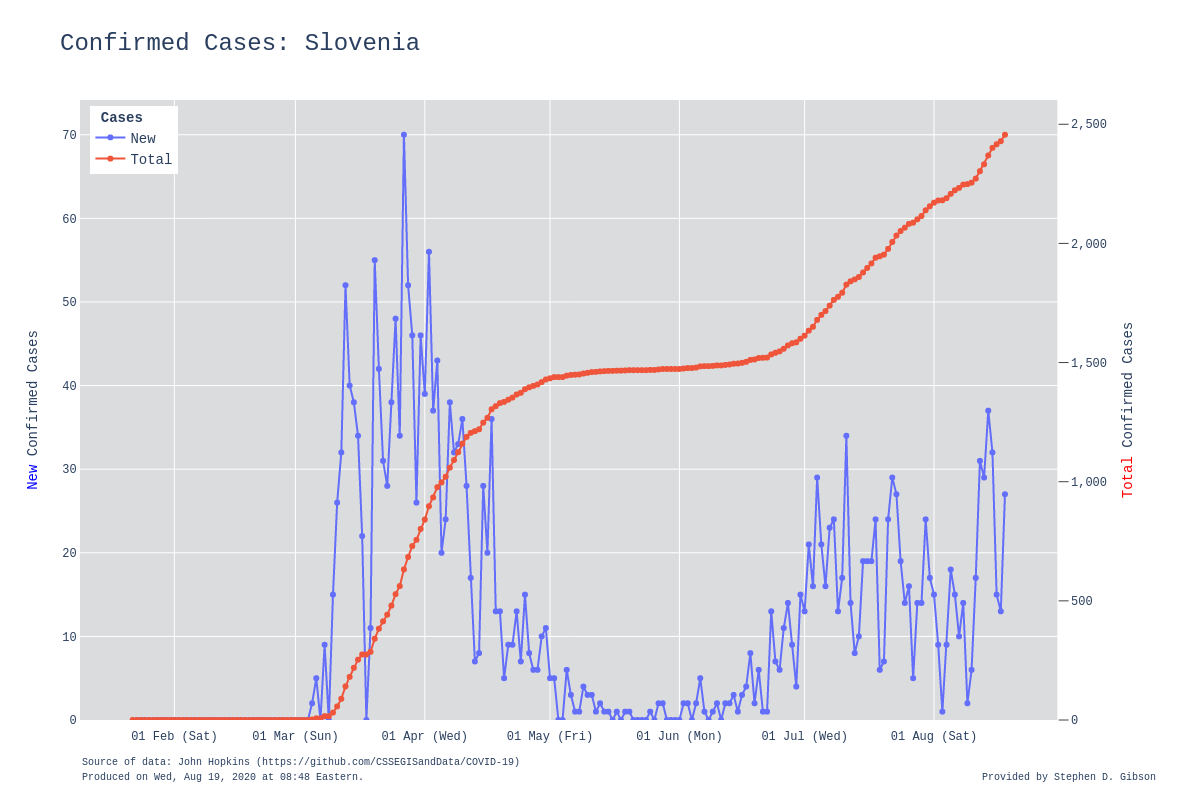 Confirmed Cases: Slovenia
Cases
New
Total
70
60
50
40
30
20
10
0
2,500
2,000
1,500
1,000
500
0
New Confirmed Cases
Total Confirmed Cases
01 Feb (Sat)
01 Mar (Sun)
01 Apr (Wed)
01 May (Fri)
01 Jun (Mon)
01 Jul (Wed)
01 Aug (Sat)
Source of data: John Hopkins (https://github.com/CSSEGISandData/COVID-19)
Produced on Wed, Aug 19, 2020 at 08:48 Eastern.
Provided by Stephen D. Gibson